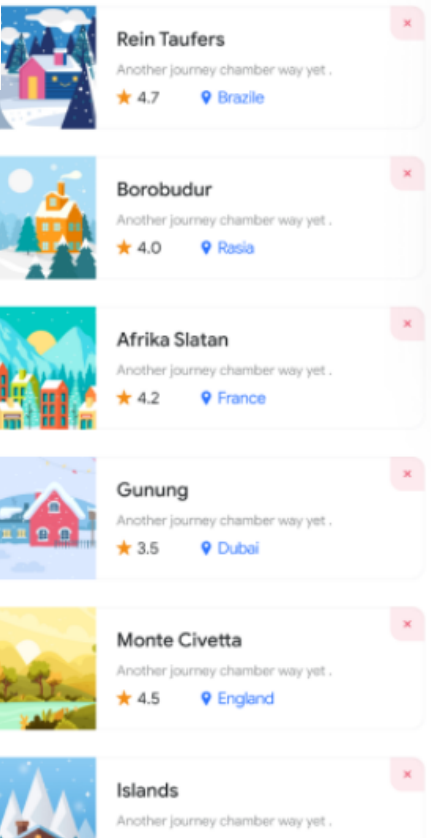 Rein Taufers
Another journey chamber way yet .
4.7 Brazile
Borobudur
Another journey chamber way yet .
4.0 Rasia
Afrika Slatan
Another journey chamber way yet .
4.2 France
Gunung
Another journey chamber way yet .
3.5 Dubai
Monte Civetta
Another journey chamber way yet .
4.5 England
Islands
Another journey chamber way yet .